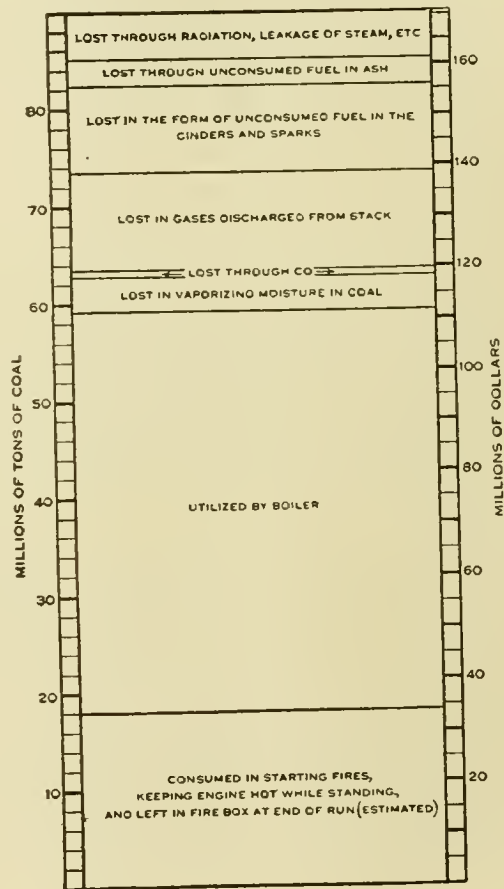 LOST THROUGH RADIATION, LEAKAGE OF STEAM, ETC
LOST THROUGH UNCONSUMED FUEL IN ASH
LOST IN THE FORM OF UNCONSUMED FUEL IN THE
CINDERS AND SPARKS
LOST IN GASES DISCHARGED FROM STACK
LOST THROUGH CO
LOST IN VAPORIZING MOISTURE IN COAL
UTILIZED BY BOILER
CONSUMED IN STARTING FIRES,
KEEPING ENGINE HOT WHILE STANDING,
AND LEFT IN FIRE BOX AT END OF RUN (ESTIMATED)
MILLIONS OF TONS OF COAL
80
70
60
50
40
30
20
10
MILLIONS OF DOLLARS
160
140
120
100
80
60
40
20